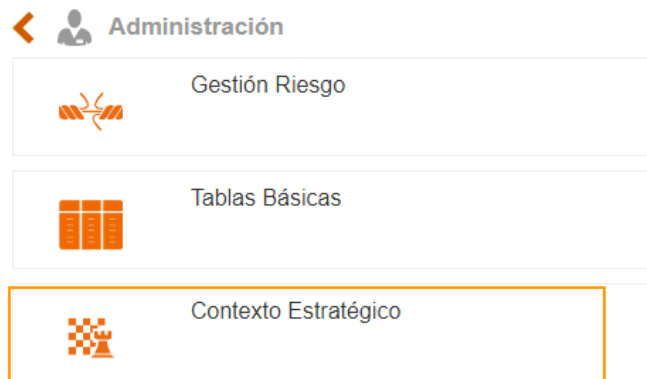 Administración
Gestión Riesgo
Tablas Básicas
Contexto Estratégico